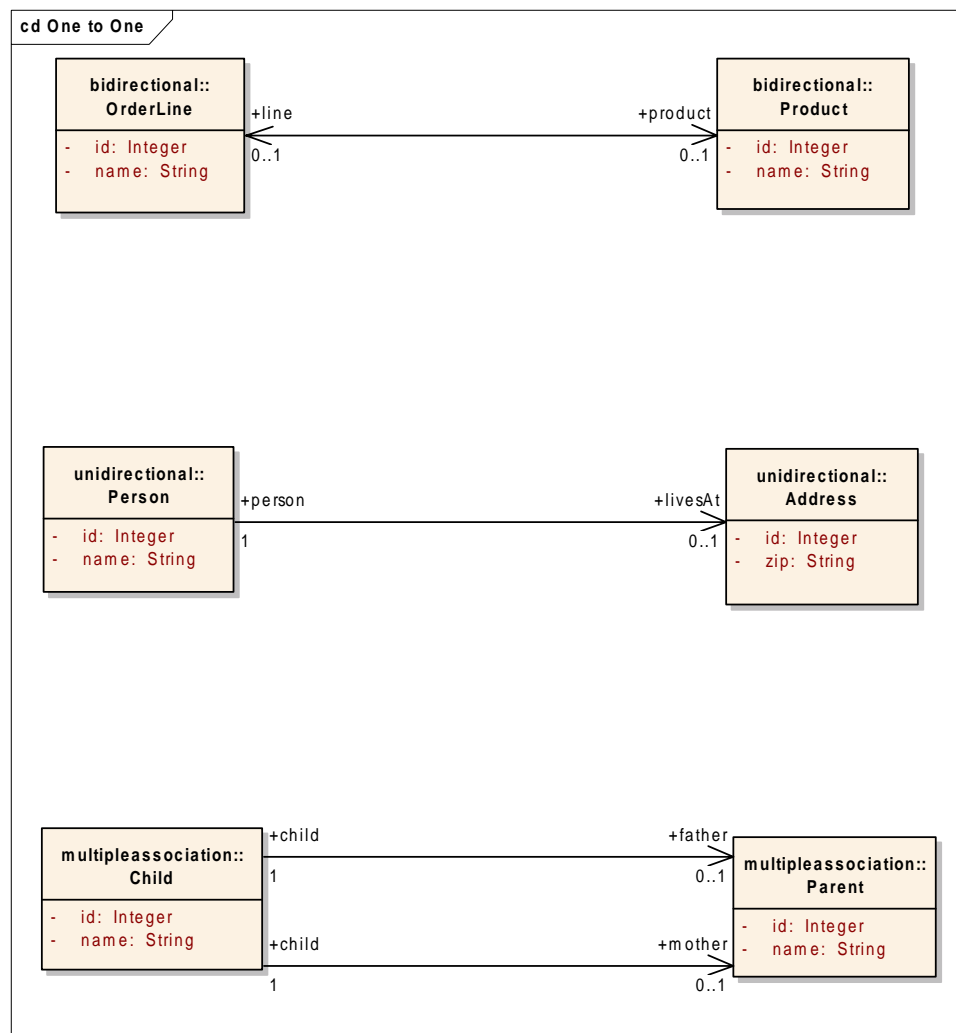 cd One to One
bidirectional::
OrderLine
- id: Integer
- name: String
+line
0..1
+product
0..1
bidirectional::
Product
- id: Integer
- name: String
unidirectional::
Person
- id: Integer
- name: String
+person
1
+livesAt
0..1
unidirectional::
Address
- id: Integer
- zip: String
multipleassociation::
Child
- id: Integer
- name: String
+child
1
+father
0..1
+child
1
+mother
0..1
multipleassociation::
Parent
- id: Integer
- name: String